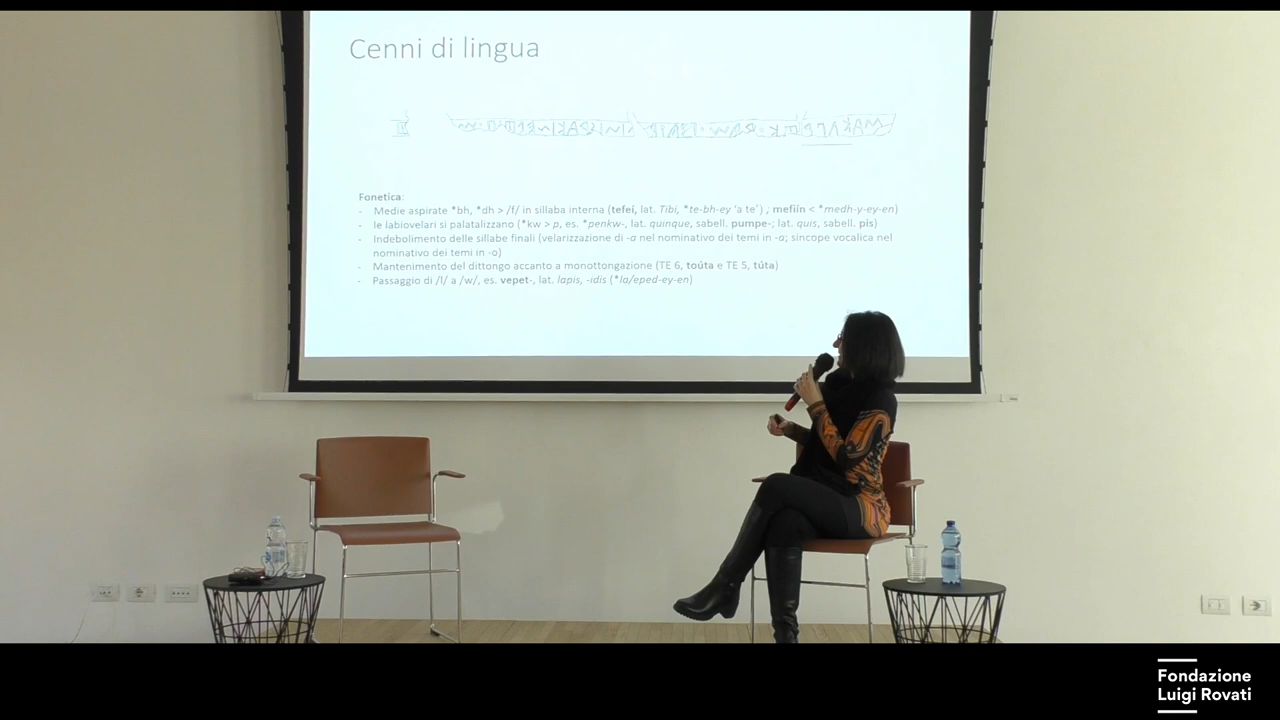 Cenni di lingua
Fonetica:
- Medie aspirate *bh, *dh > /f/ in sillaba interna (tefeí, lat. Tibi, *te-bh-ey 'a te') , mefiín < *medh-y-ey-en)
- le labiovelari si palatalizzano (*kw > p, es. *penkw-, lat. quinque, sabell. pumpe-; lat. quis, sabell. pis)
- Indebolimento delle sillabe finali (velarizzazione di -a nel nominativo dei temi in -a; sincope vocalica nel
nominativo dei temi in -o)
- Mantenimento del dittongo accanto a monottongazione (TE 6, toúta e TE 5, túta)
- Passaggio di /l/ a /w/, es. vepet-, lat. lapis, -idis (*la/eped-ey-en)
Fondazione
Luigi Rovati